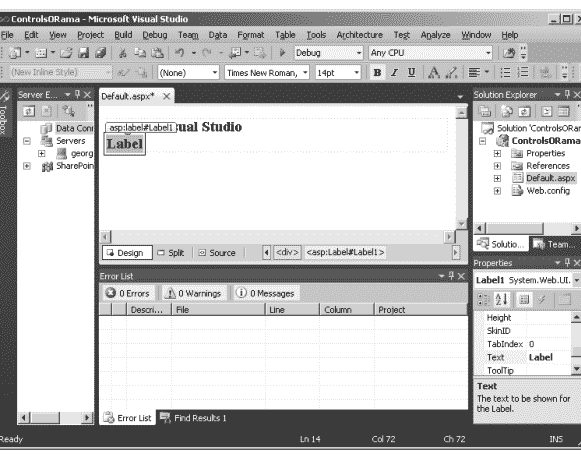 ControlsORama - Microsoft Visual Studio
File Edit View Project Build Debug Team Data Format Table Tools Architecture Test Analyze Window Help
Debug Any CPU
(New Inline Style) (None) Times New Roman, 14pt B I U A
Server E...
Default.aspx*
Solution Explorer
Toolbox
Data Conn
Servers
georg
SharePoin
asp:label#Label1 sual Studio
Label
Solution 'ControlsORam
ControlsORama
Properties
References
Default.aspx
Web.config
Solutio... Team...
Design Split Source <div> <asp:Label#Label1>
Error List
0 Errors 0 Warnings 0 Messages
Descri... File Line Column Project
Properties
Label1 System.Web.UI.
Height
SkinID
TabIndex 0
Text Label
ToolTip
Text
The text to be shown for
the Label.
Error List Find Results 1
Ready Ln 14 Col 72 Ch 72 INS